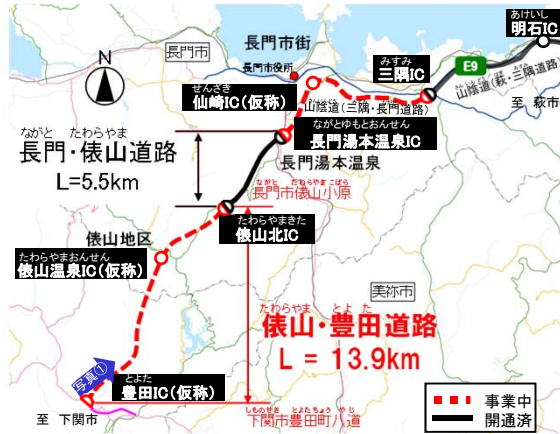 あけいし
明石IC
長門市
長門市街
長門市役所
みすみ
三隅IC
E9
山陰道(萩・三隅道路)
至 萩市
N
せんざき
仙崎IC(仮称)
山陰道(三隅・長門道路)
ながと たわらやま
長門・俵山道路
L=5.5km
ながとゆもとおんせん
長門湯本温泉IC
長門湯本温泉
ながと たわらやま こばら
長門市俵山小原
たわらやまきた
俵山北IC
俵山地区
たわらやまおんせん
俵山温泉IC(仮称)
美祢市
たわらやま とよた
俵山・豊田道路
L = 13.9km
写真①
とよた
豊田IC(仮称)
至 下関市
しものせき とよたちょう やじ
下関市豊田町八道
事業中
開通済